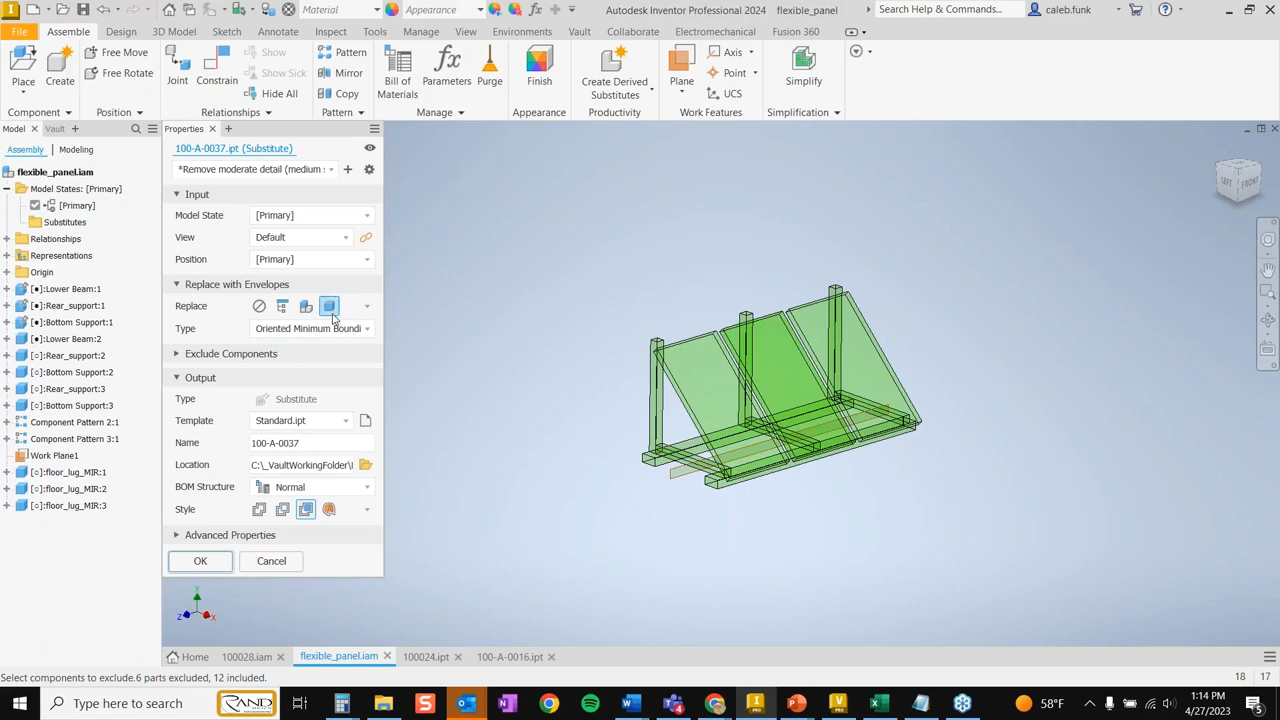 Material
Appearance
Autodesk Inventor Professional 2024 flexible_panel
Search Help & Commands...
caleb.funk
File Assemble Design 3D Model Sketch Annotate Inspect Tools Manage View Environments Vault Collaborate Electromechanical Fusion 360
Place
Create
Free Move
Free Rotate
Joint
Constrain
Show
Show Sick
Hide All
Pattern
Mirror
Copy
Bill of
Materials
Parameters
Purge
Finish
Create Derived
Substitutes
Plane
Axis
Point
UCS
Simplify
Component Position Relationships Pattern Manage Appearance Productivity Work Features Simplification
Model
Vault
Assembly
Modeling
flexible_panel.iam
Model States: [Primary]
[Primary]
Substitutes
Relationships
Representations
Origin
[●]:Lower Beam:1
[●]:Rear_support:1
[●]:Bottom Support:1
[●]:Lower Beam:2
[○]:Rear_support:2
[○]:Bottom Support:2
[○]:Rear_support:3
[○]:Bottom Support:3
Component Pattern 2:1
Component Pattern 3:1
Work Plane1
[○]:floor_lug_MIR:1
[○]:floor_lug_MIR:2
[○]:floor_lug_MIR:3
Properties
100-A-0037.ipt (Substitute)
*Remove moderate detail (medium s
Input
Model State [Primary]
View Default
Position [Primary]
Replace with Envelopes
Replace
Type Oriented Minimum Boundi
Exclude Components
Output
Type Substitute
Template Standard.ipt
Name 100-A-0037
Location C:\_VaultWorkingFolder\I
BOM Structure Normal
Style
Advanced Properties
OK
Cancel
LEFT
FRONT
Y
Z
X
Home
100028.iam
flexible_panel.iam
100024.ipt
100-A-0016.ipt
Select components to exclude.6 parts excluded, 12 included.
18
17
Type here to search
RAND
58°F
1:14 PM
4/27/2023